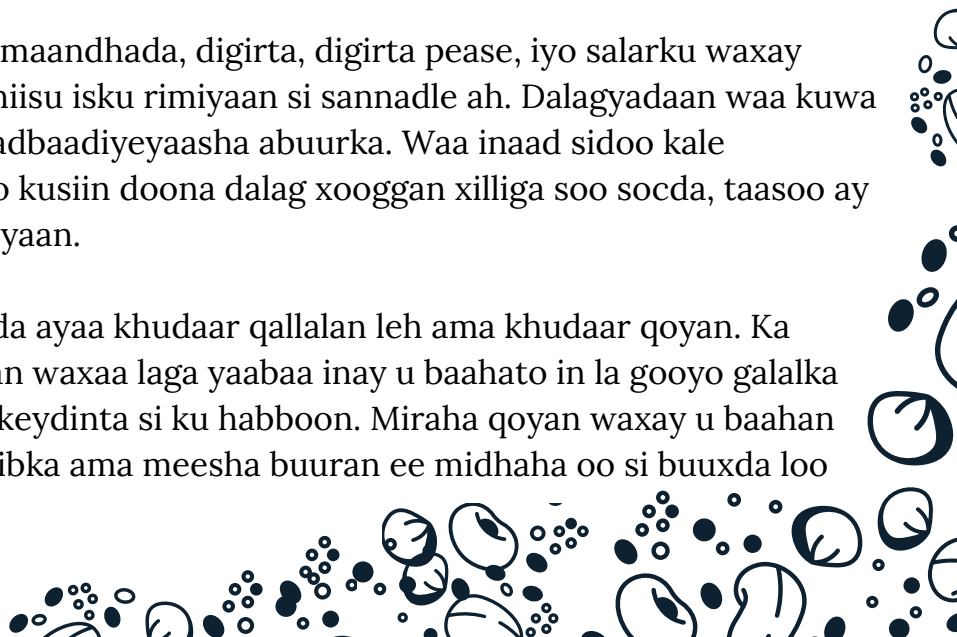 maandhada, digirta, digirta pease, iyo salarku waxay
isku rimiyaan si sannadle ah. Dalagyadaan waa kuwa
abuurka. Waa inaad sidoo kale
kusiin doona dalag xooggan xilliga soo socda, taasoo ay
yaan.
da ayaa khudaar qallalan leh ama khudaar qoyan. Ka
an waxaa laga yaabaa inay u baahato in la gooyo galalka
keydinta si ku habboon. Miraha qoyan waxay u baahan
ibka ama meesha buuran ee midhaha oo si buuxda loo